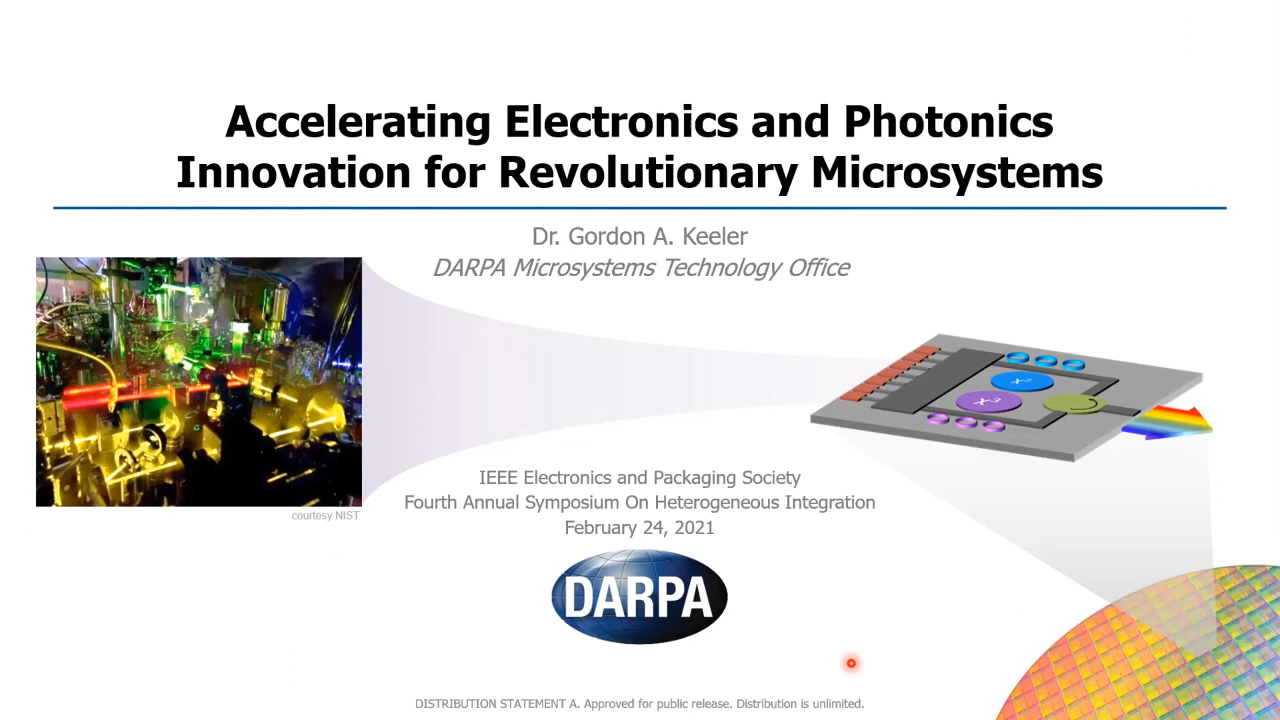 Accelerating Electronics and Photonics
Innovation for Revolutionary Microsystems
Dr. Gordon A. Keeler
DARPA Microsystems Technology Office
courtesy NIST
χ²
χ³
IEEE Electronics and Packaging Society
Fourth Annual Symposium On Heterogeneous Integration
February 24, 2021
DARPA
DISTRIBUTION STATEMENT A. Approved for public release. Distribution is unlimited.